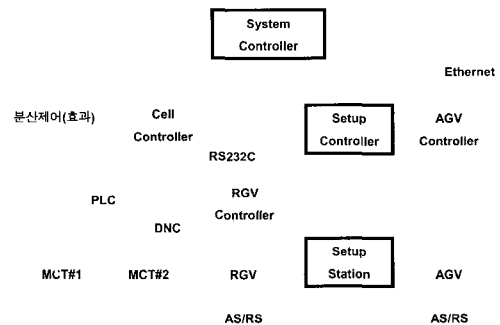 System
Controller
Ethernet
분산제어(효과)
Cell
Controller
Setup
Controller
AGV
Controller
RS232C
PLC
RGV
Controller
DNC
Setup
Station
MCT#1
MCT#2
RGV
AGV
AS/RS
AS/RS